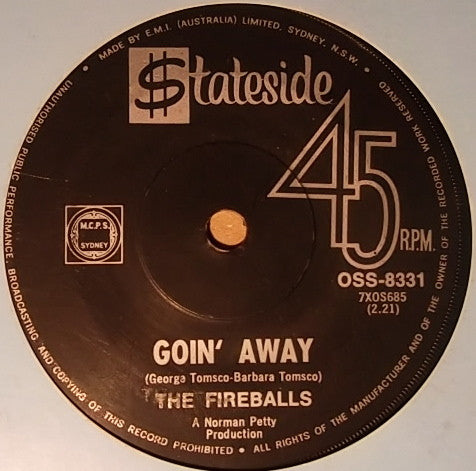 MADE BY E.M.I. (AUSTRALIA) LIMITED. SYDNEY, N.S.W. • ALL RIGHTS OF THE MANUFACTURER AND OF THE OWNER OF THE RECORDED WORK RESERVED
UNAUTHORISED PUBLIC PERFORMANCE, BROADCASTING AND COPYING OF THIS RECORD PROHIBITED •
$tateside
45
R.P.M.
M.C.P.S.
SYDNEY
OSS-8331
7XOS685
(2.21)
GOIN' AWAY
(George Tomsco-Barbara Tomsco)
THE FIREBALLS
A Norman Petty
Production